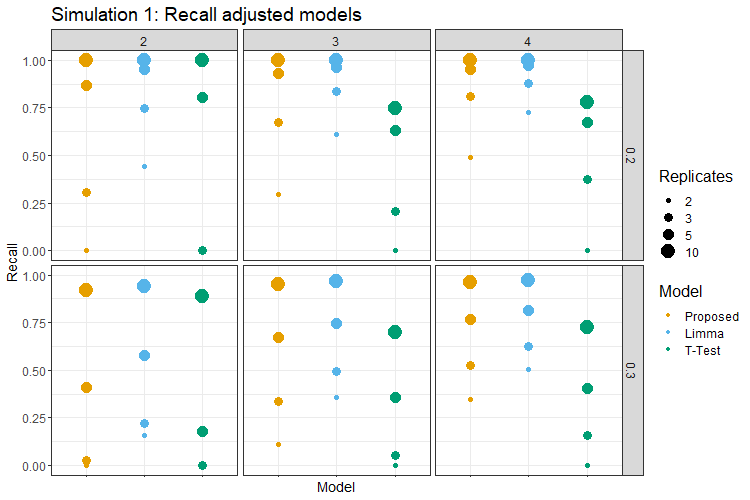 Simulation 1: Recall adjusted models
2 3 4
1.00
0.75
0.50
0.25
0.00
0.2
1.00
0.75
0.50
0.25
0.00
0.3
Recall
Model
Replicates
2
3
5
10
Model
Proposed
Limma
T-Test